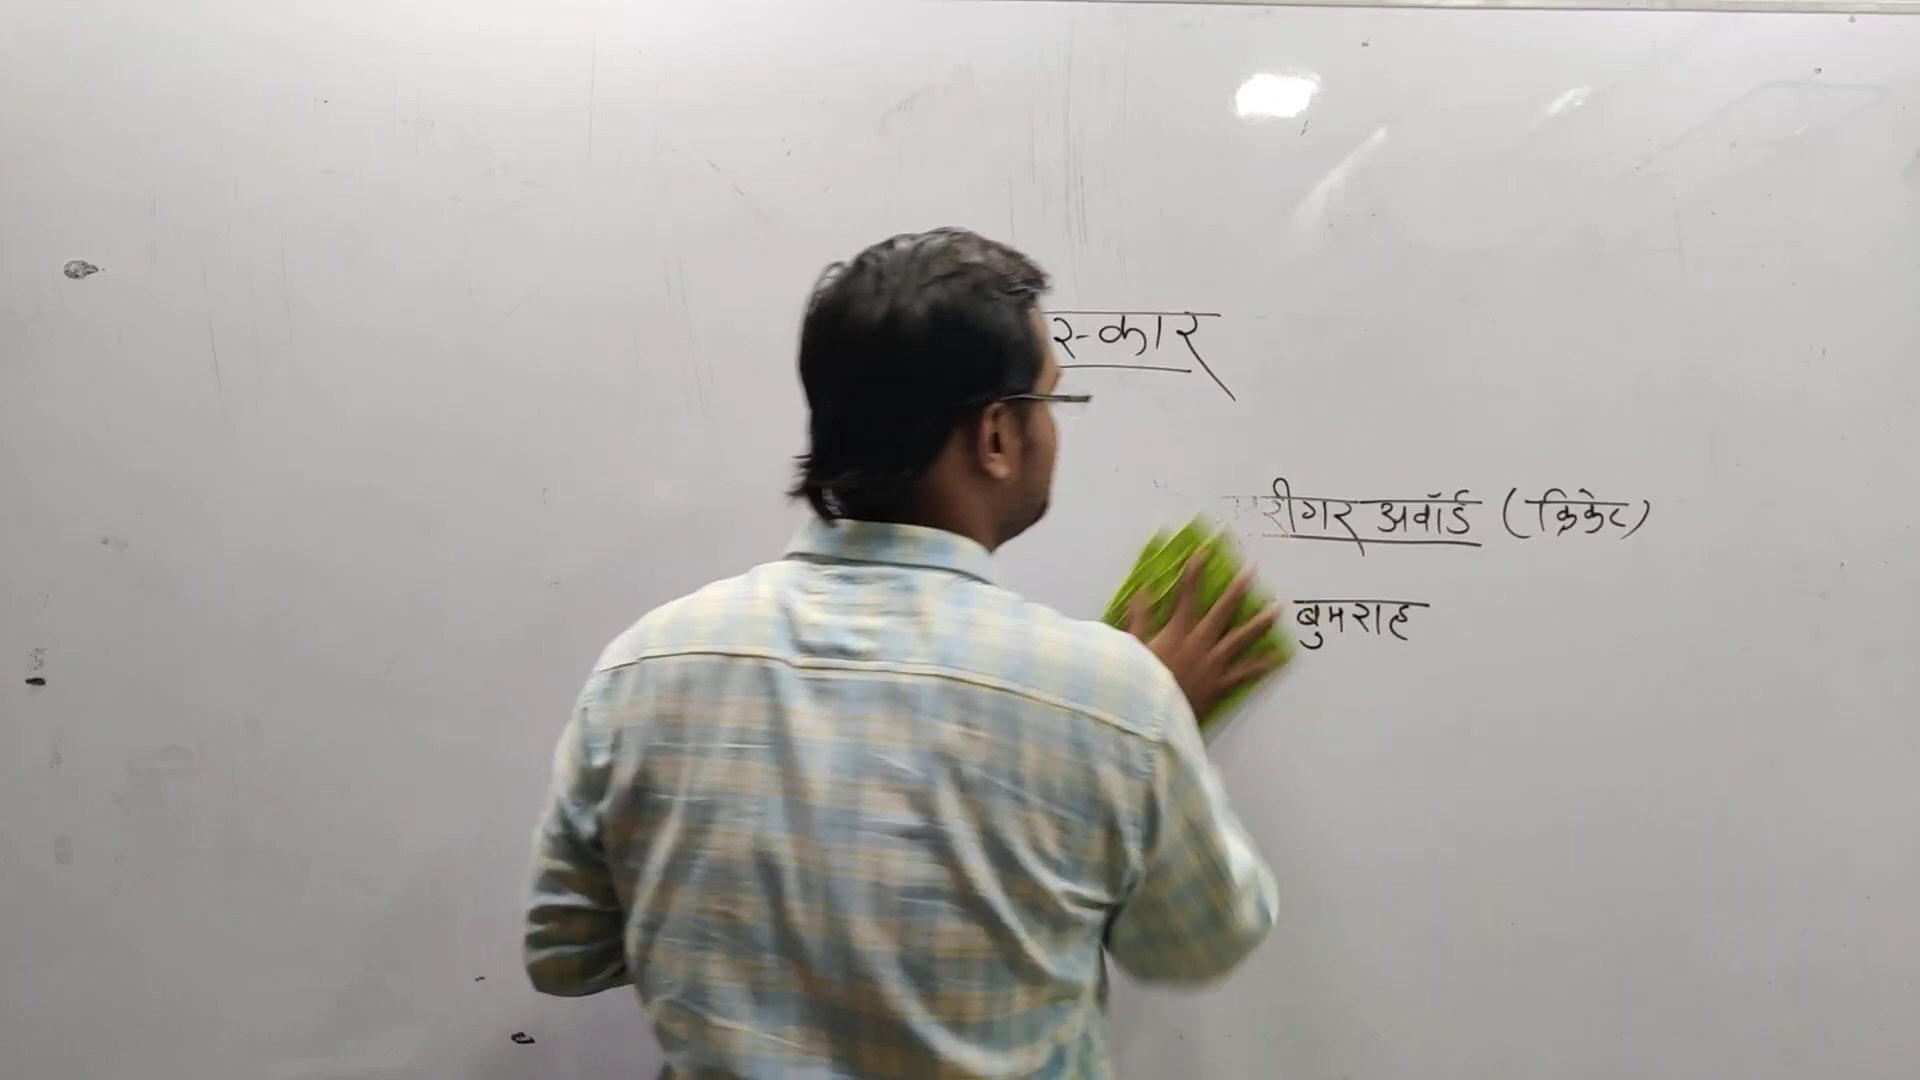 स्कार
रीगर अवॉर्ड (क्रिकेट)
बुमराह